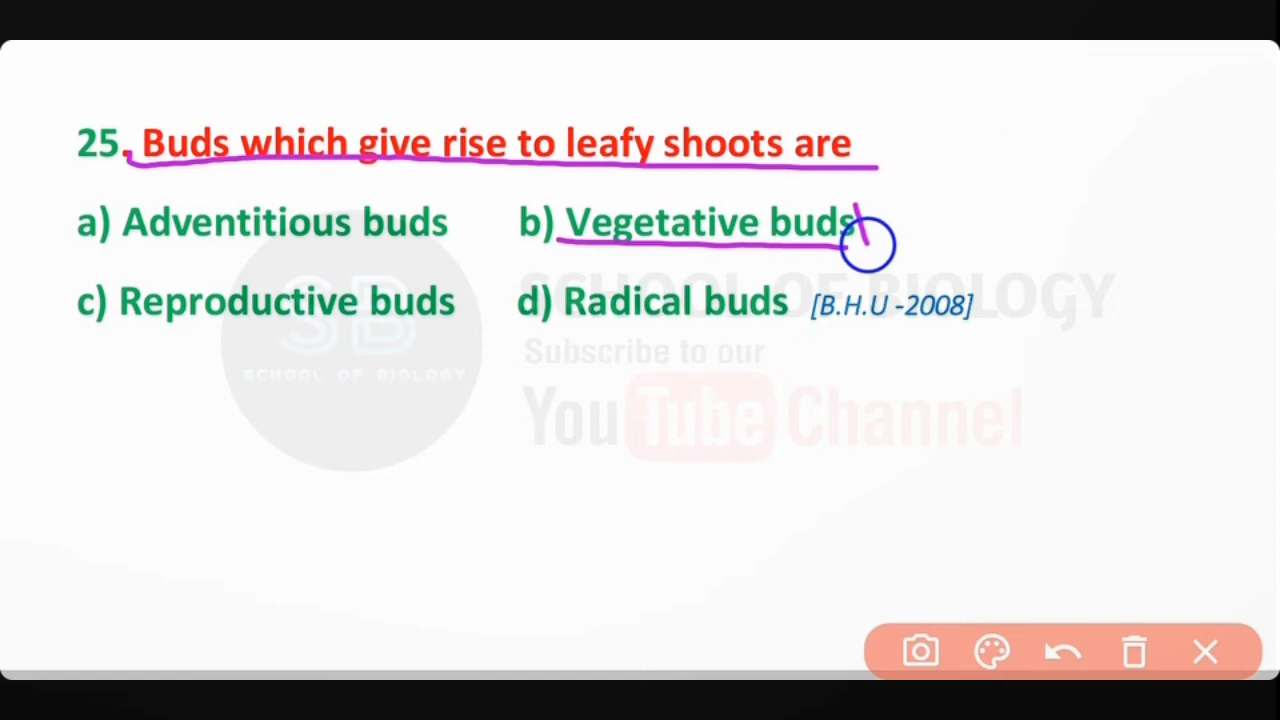 25. Buds which give rise to leafy shoots are
a) Adventitious buds b) Vegetative buds
c) Reproductive buds d) Radical buds [B.H.U -2008]
SB
SCHOOL OF BIOLOGY
SCHOOL OF BIOLOGY
Subscribe to our
YouTube Channel